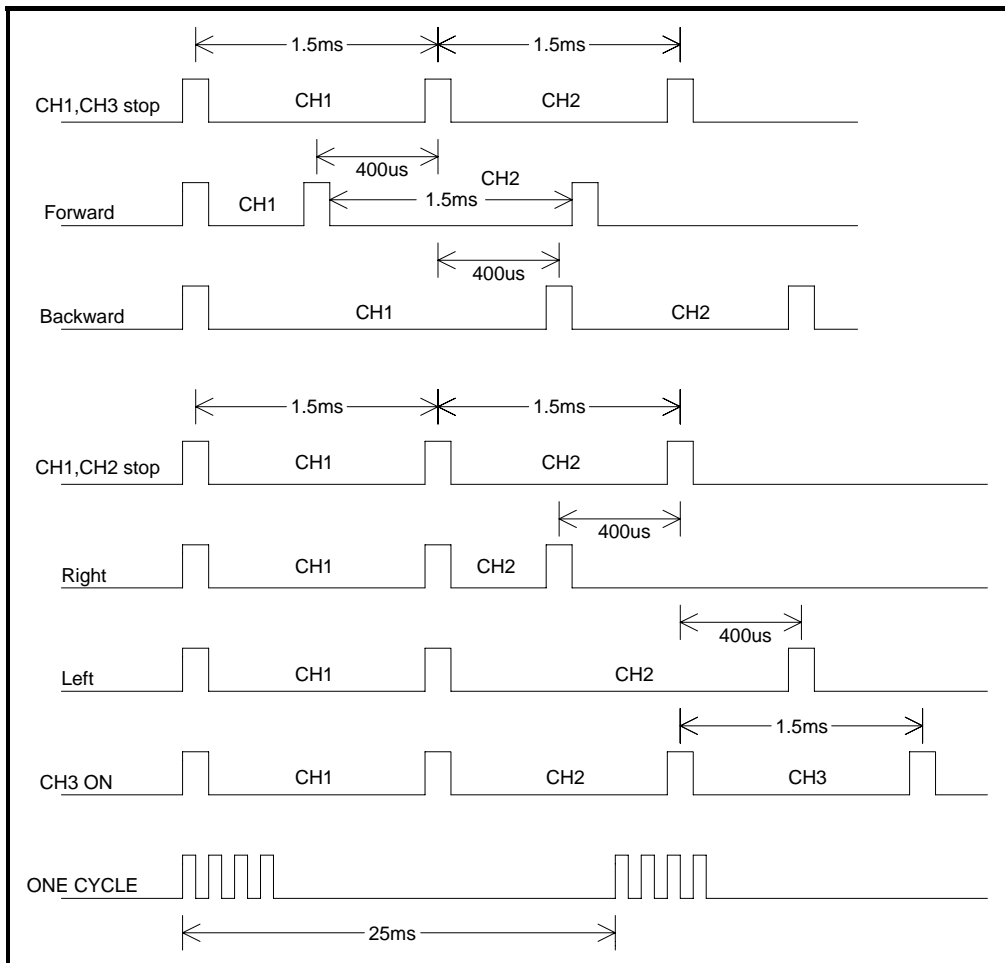 1.5ms 1.5ms
CH1,CH3 stop CH1 CH2
400us
Forward CH1 CH2
1.5ms
400us
Backward CH1 CH2
1.5ms 1.5ms
CH1,CH2 stop CH1 CH2
400us
Right CH1 CH2
400us
Left CH1 CH2
1.5ms
CH3 ON CH1 CH2 CH3
ONE CYCLE
25ms